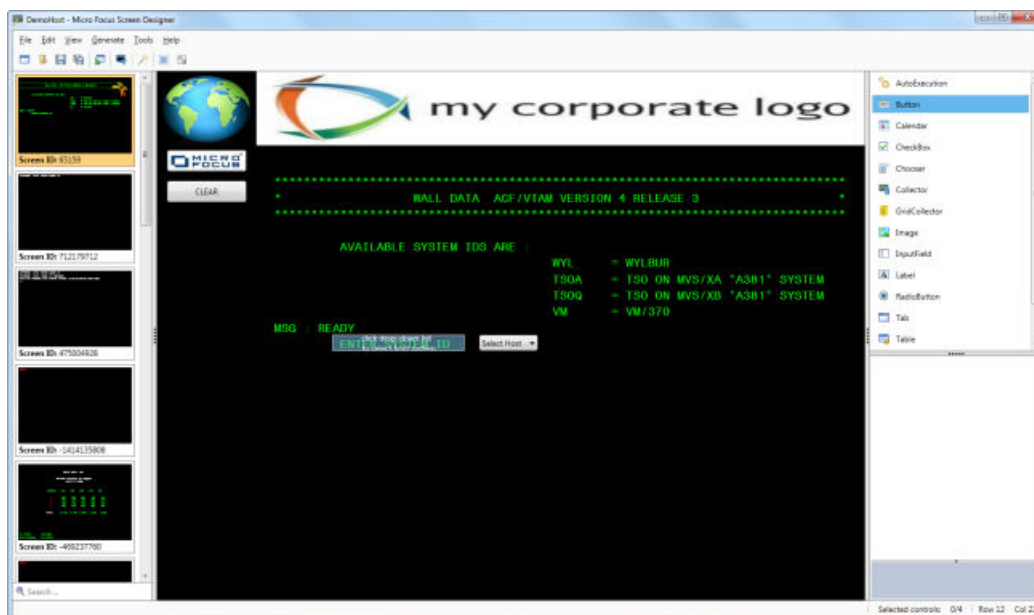 DemoHost - Micro Focus Screen Designer
File Edit View Generate Tools Help
Screen ID: 65159
Screen ID: 712179712
Screen ID: 475004928
Screen ID: -1414135808
Screen ID: -469237760
Search...
MICRO FOCUS
CLEAR
my corporate logo
* WALL DATA ACF/VTAM VERSION 4 RELEASE 3 *
AVAILABLE SYSTEM IDS ARE :
WYL = WYLBUR
TSOA = TSO ON MVS/XA "A381" SYSTEM
TSOQ = TSO ON MVS/XB "A381" SYSTEM
VM = VM/370
MSG : READY
ENTER SYSTEM ID
Select Host
AutoExecution
Button
Calendar
CheckBox
Chooser
Collector
GridCollector
Image
InputField
Label
RadioButton
Tab
Table
Selected controls: 0/4 Row 12 Col